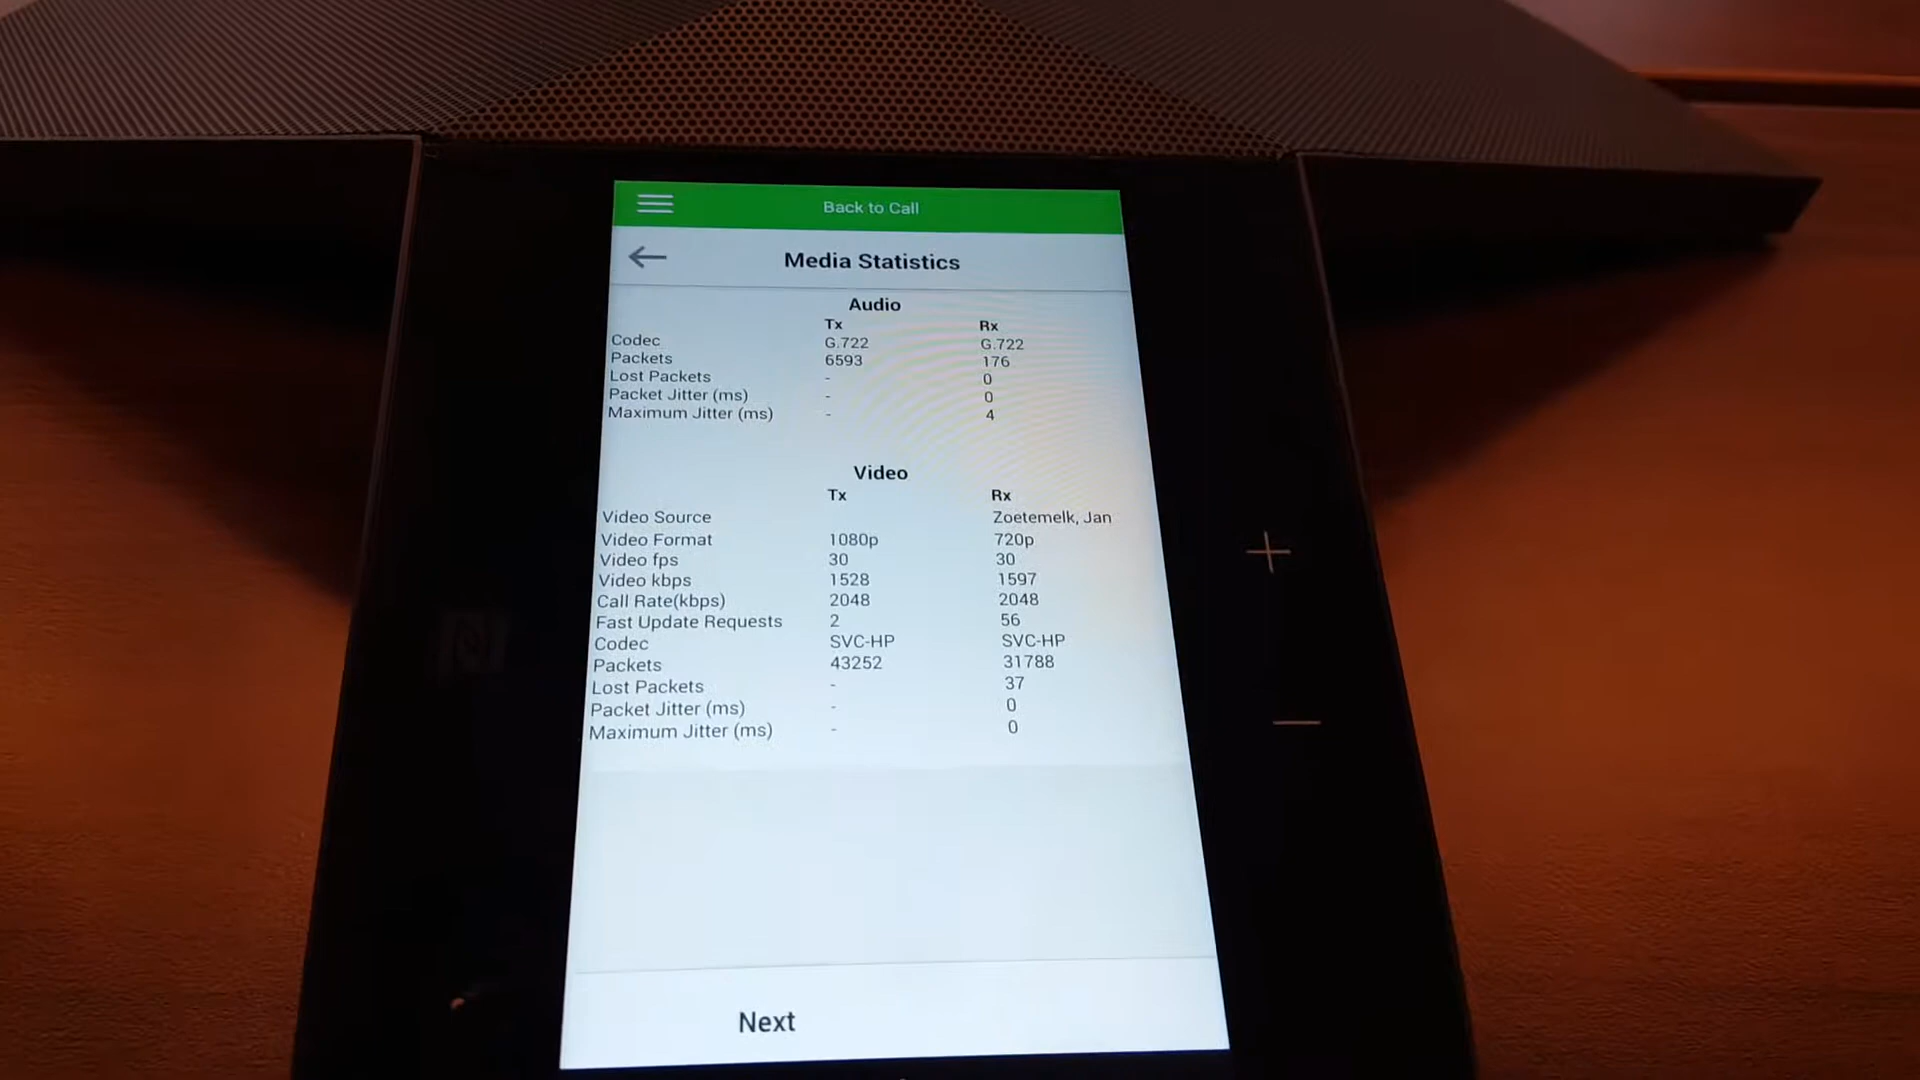 Back to Call
Media Statistics
Audio
Tx Rx
Codec G.722 G.722
Packets 6593 176
Lost Packets - 0
Packet Jitter (ms) - 0
Maximum Jitter (ms) - 4
Video
Tx Rx
Video Source Zoetemelk, Jan
Video Format 1080p 720p
Video fps 30 30
Video kbps 1528 1597
Call Rate(kbps) 2048 2048
Fast Update Requests 2 56
Codec SVC-HP SVC-HP
Packets 43252 31788
Lost Packets - 37
Packet Jitter (ms) - 0
Maximum Jitter (ms) - 0
Next